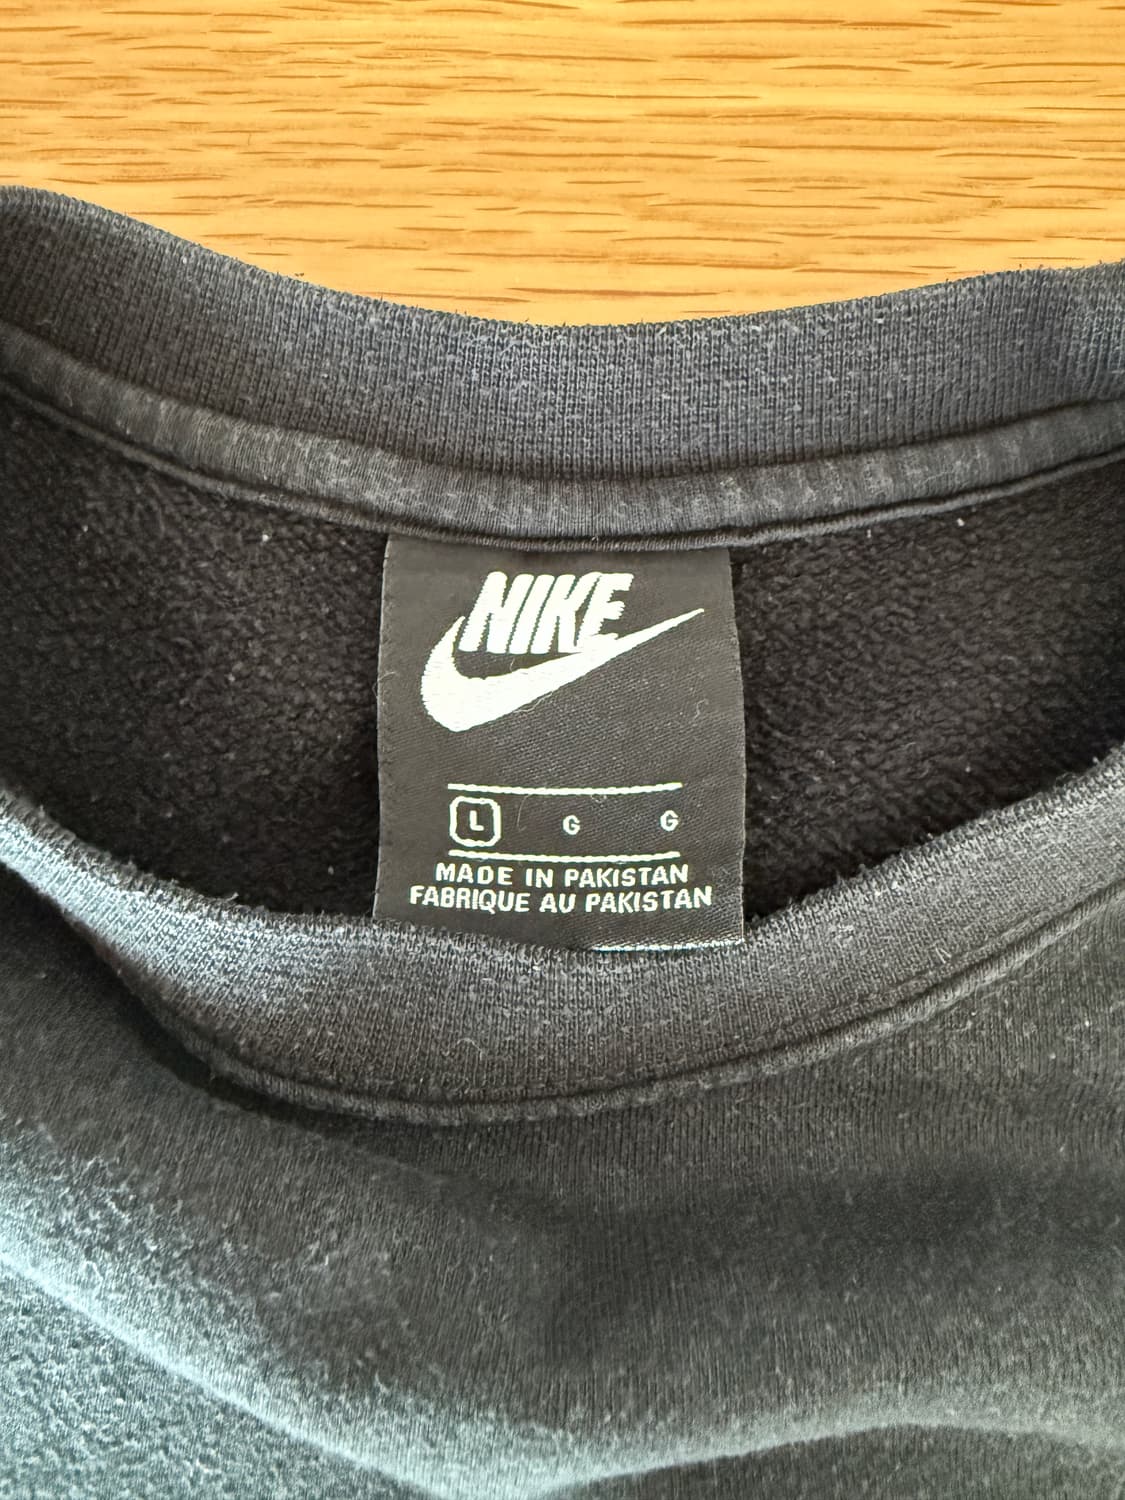 NIKE
L G G
MADE IN PAKISTAN
FABRIQUE AU PAKISTAN